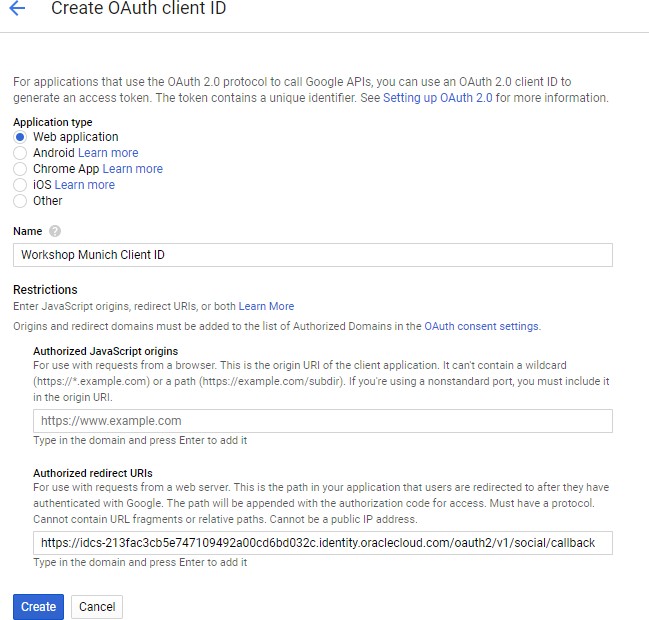 Create OAuth client ID
For applications that use the OAuth 2.0 protocol to call Google APIs, you can use an OAuth 2.0 client ID to
generate an access token. The token contains a unique identifier. See Setting up OAuth 2.0 for more information.
Application type
Web application
Android Learn more
Chrome App Learn more
iOS Learn more
Other
Name ?
Workshop Munich Client ID
Restrictions
Enter JavaScript origins, redirect URIs, or both Learn More
Origins and redirect domains must be added to the list of Authorized Domains in the OAuth consent settings.
Authorized JavaScript origins
For use with requests from a browser. This is the origin URI of the client application. It can't contain a wildcard
(https://*.example.com) or a path (https://example.com/subdir). If you're using a nonstandard port, you must include it
in the origin URI.
https://www.example.com
Type in the domain and press Enter to add it
Authorized redirect URIs
For use with requests from a web server. This is the path in your application that users are redirected to after they have
authenticated with Google. The path will be appended with the authorization code for access. Must have a protocol.
Cannot contain URL fragments or relative paths. Cannot be a public IP address.
https://idcs-213fac3cb5e747109492a00cd6bd032c.identity.oraclecloud.com/oauth2/v1/social/callback
Type in the domain and press Enter to add it
Create Cancel